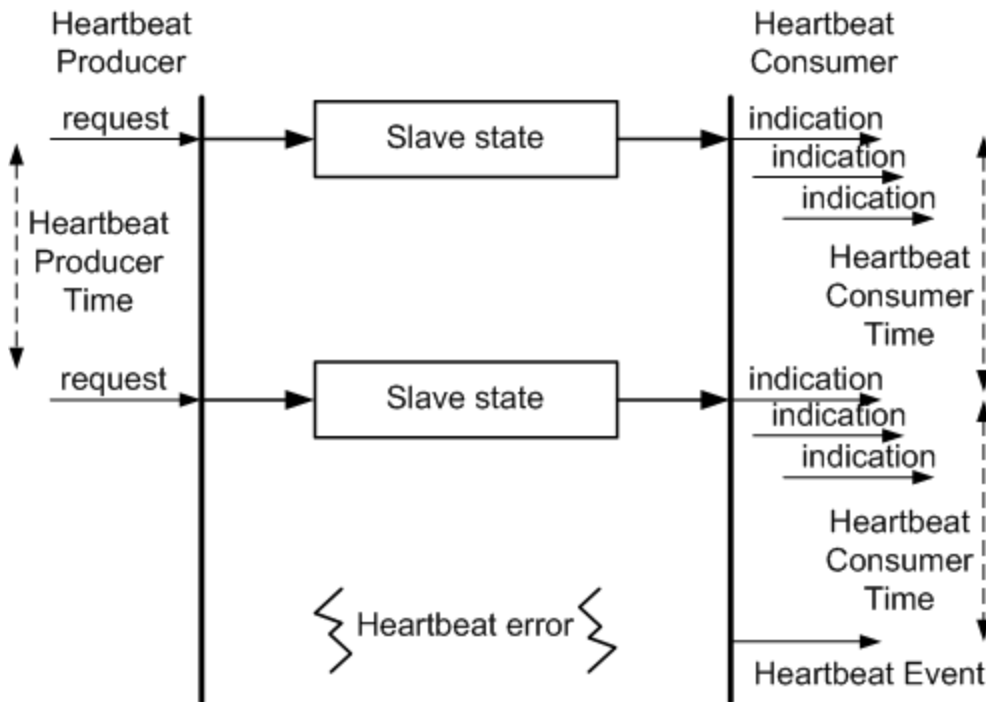 Heartbeat
Producer
Heartbeat
Consumer
request
Slave state
indication
indication
indication
Heartbeat
Producer
Time
Heartbeat
Consumer
Time
request
Slave state
indication
indication
indication
Heartbeat
Consumer
Time
Heartbeat error
Heartbeat Event